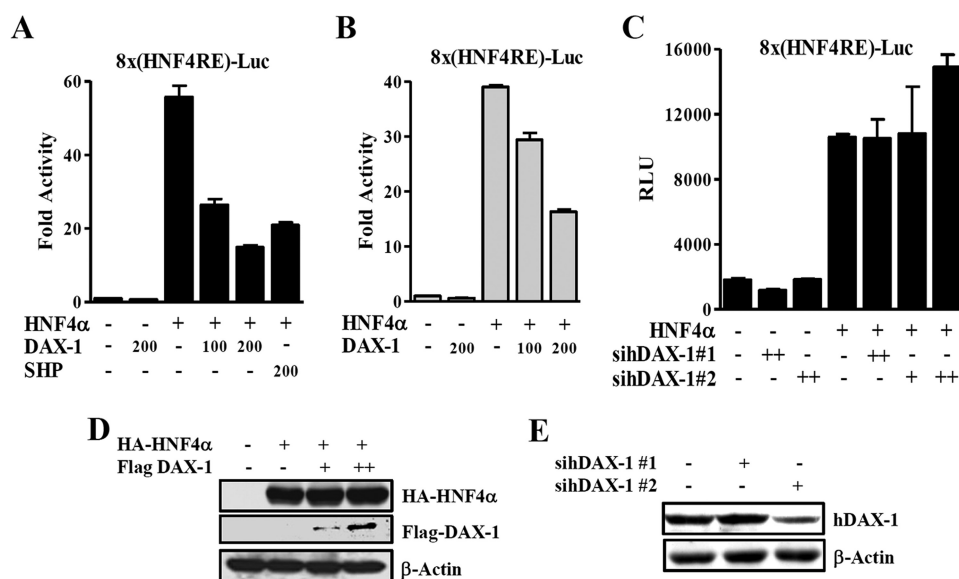 A
8x(HNF4RE)-Luc
Fold Activity
60
40
20
0
HNF4α - - + + + +
DAX-1 - 200 - 100 200 -
SHP - - - - - 200
B
8x(HNF4RE)-Luc
Fold Activity
40
30
20
10
0
HNF4α - - + + +
DAX-1 - 200 - 100 200
C
8x(HNF4RE)-Luc
RLU
16000
13000
10000
7000
4000
0
HNF4α - - - + + + +
sihDAX-1#1 - ++ - - ++ - -
sihDAX-1#2 - - ++ - - + ++
D
HA-HNF4α - + + +
Flag DAX-1 - - + ++
HA-HNF4α
Flag-DAX-1
β-Actin
E
sihDAX-1 #1 - + -
sihDAX-1 #2 - - +
hDAX-1
β-Actin